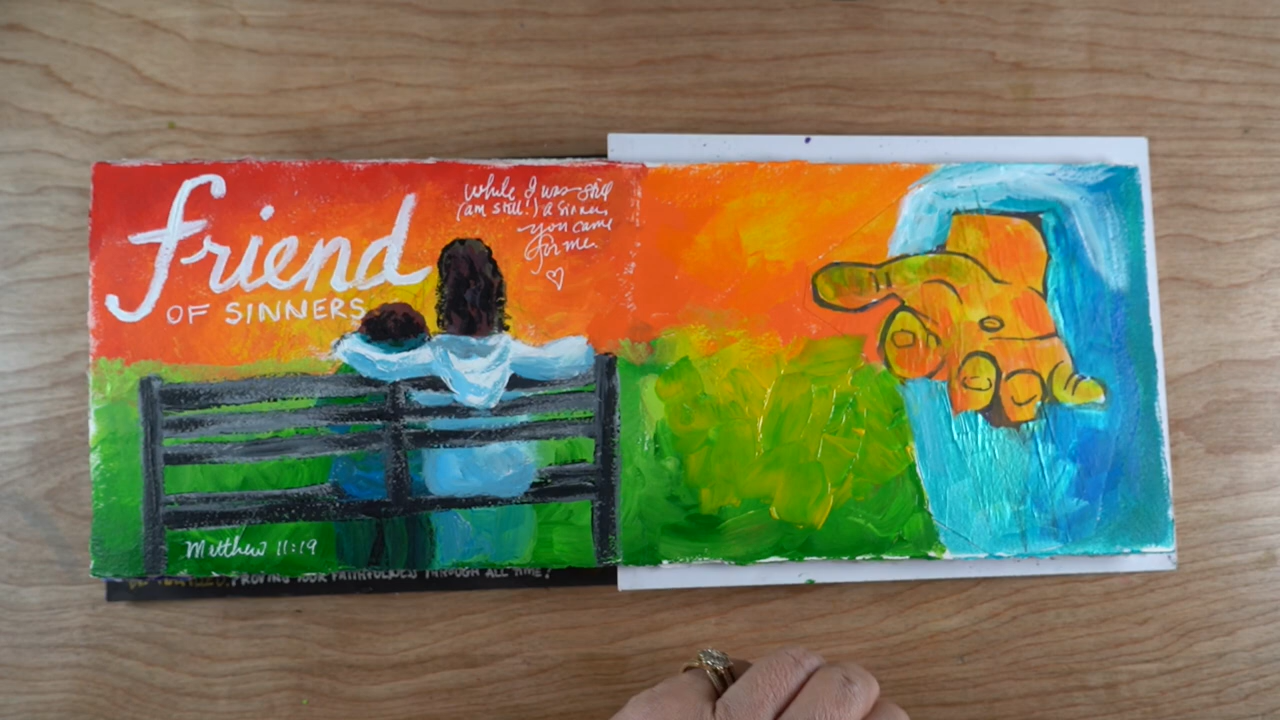 friend
OF SINNERS
while I was still
(am still!) a sinner,
you came
for me.
Matthew 11:19
PROVING YOUR FAITHFULNESS THROUGH ALL TIME!